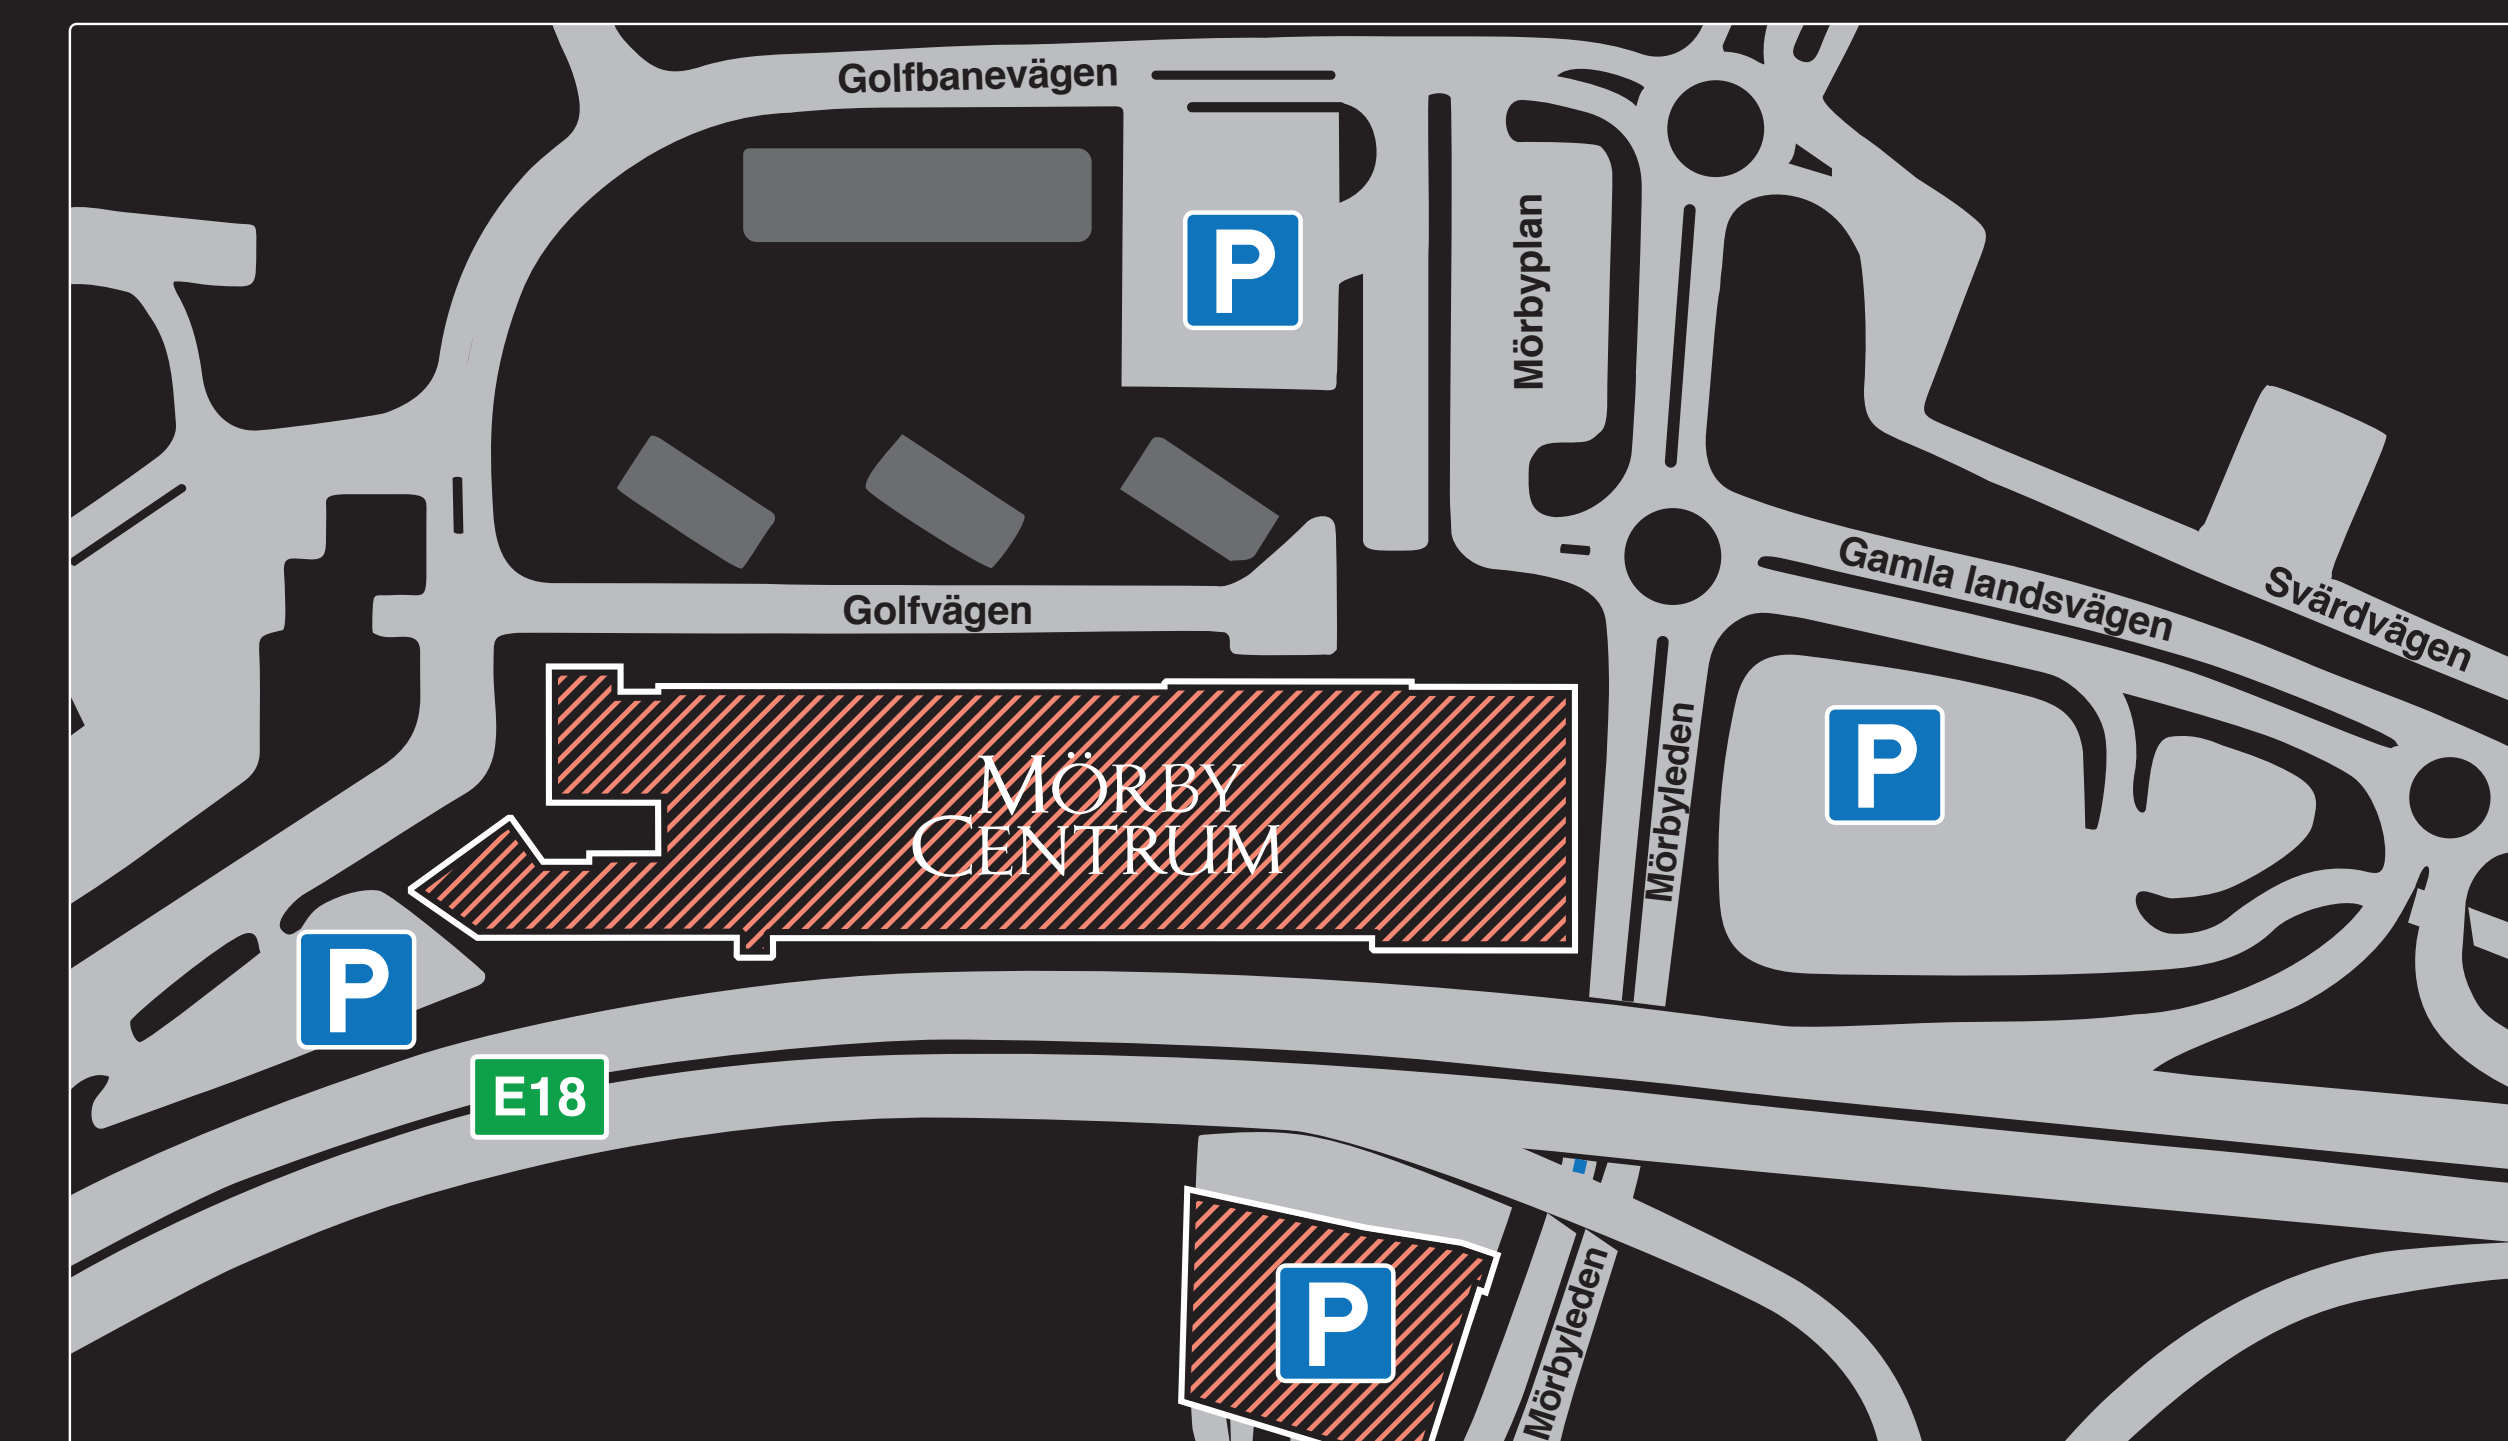 Golfbanevägen
P
Mörbyplan
Gamla landsvägen
Svärdvägen
Golfvägen
MÖRBY
CENTRUM
Mörbyleden
P
P
E18
P
Mörbyleden